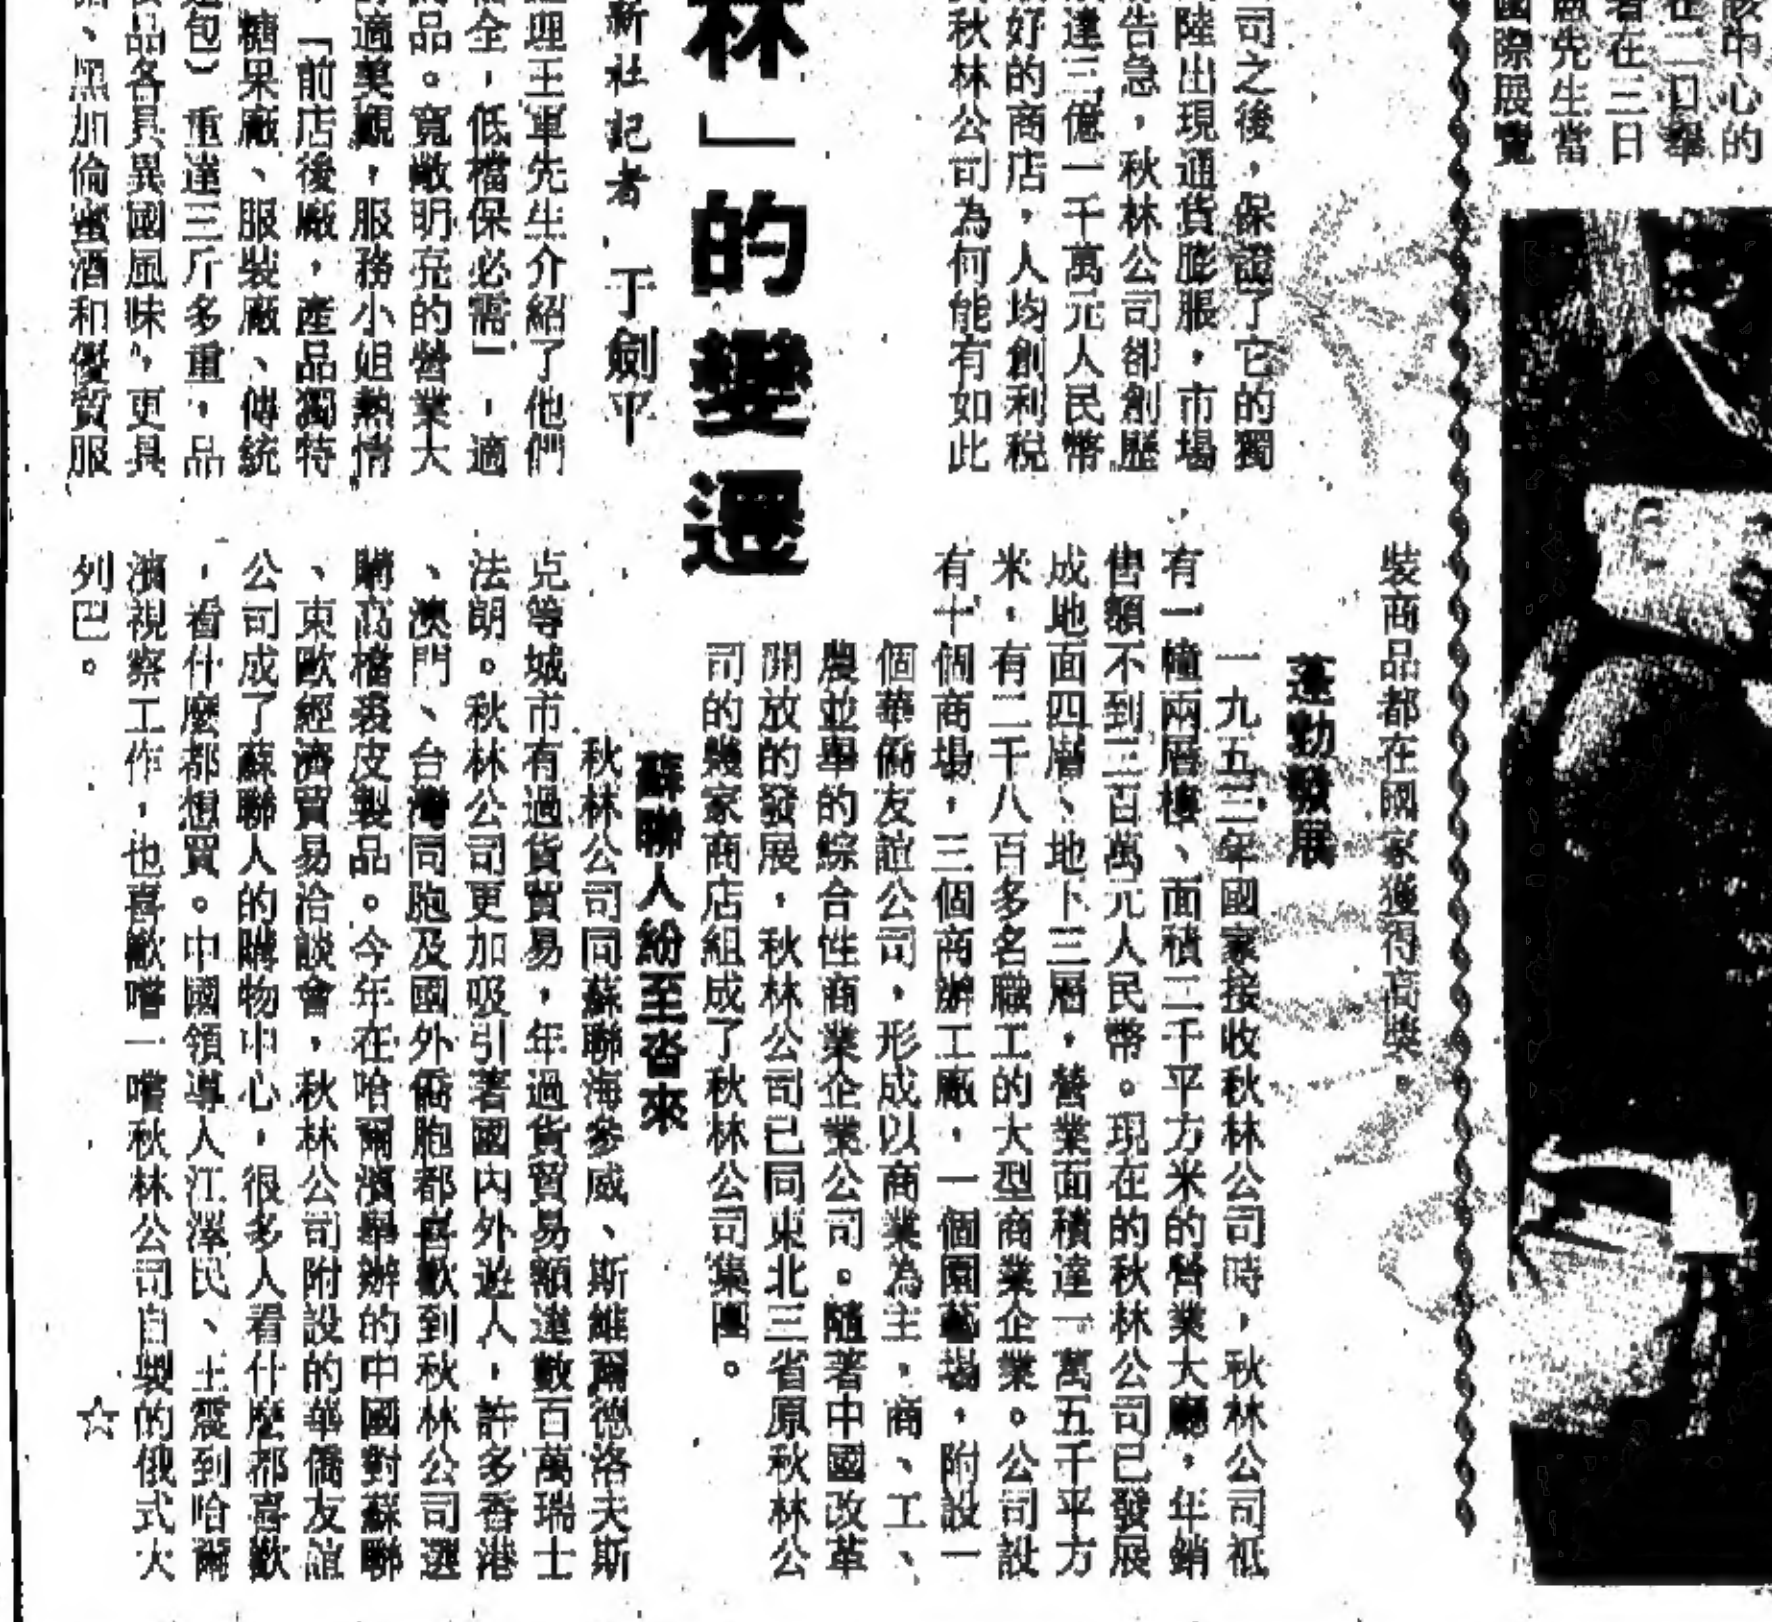 該中心的
在二日舉
者在三日
憲先生當
國際展覽
司之後，保證了它的獨
陸出現通貨膨脹，市場
告急，秋林公司卻創歷
達三億一千萬元人民幣
好的商店，人均創利稅
秋林公司為何能有如此
林」的變遷
新社記者 于劍平
理王軍先生介紹了他們
全，低檔保必需」，適
品。寬敞明亮的營業大
適美觀，服務小姐熱情
，「前店後廠，產品獨特
糖果廠、服裝廠、傳統
包）重達三斤多重，品
品各具異國風味，更具
、黑加倫蜜酒和優質服
裝商品都在國家獲得高獎。
蓬勃發展
一九五三年國家接收秋林公司時，秋林公司祇
有一幢兩層樓、面積三千平方米的營業大廳，年銷
售額不到三百萬元人民幣。現在的秋林公司已發展
成地面四層、地下三層，營業面積達一萬五千平方
米，有二千八百多名職工的大型商業企業。公司設
有十個商場，三個商辦工廠，一個園藝場，附設一
個華僑友誼公司，形成以商業為主，商、工、
農並舉的綜合性商業企業公司。隨著中國改革
開放的發展，秋林公司已同東北三省原秋林公
司的幾家商店組成了秋林公司集團。
蘇聯人紛至沓來
秋林公司同蘇聯海參威、斯維爾德洛夫斯
克等城市有過貨貿易，年過貨貿易額達數百萬瑞士
法朗。秋林公司更加吸引著國內外遊人，許多香港
、澳門、台灣同胞及國外僑胞都喜歡到秋林公司選
購高檔裘皮製品。今年在哈爾濱舉辦的中國對蘇聯
、東歐經濟貿易洽談會，秋林公司附設的華僑友誼
公司成了蘇聯人的購物中心，很多人看什麼都喜歡
，看什麼都想買。中國領導人江澤民、王震到哈爾
濱視察工作，也喜歡嚐一嚐秋林公司自製的俄式大
列巴。
☆